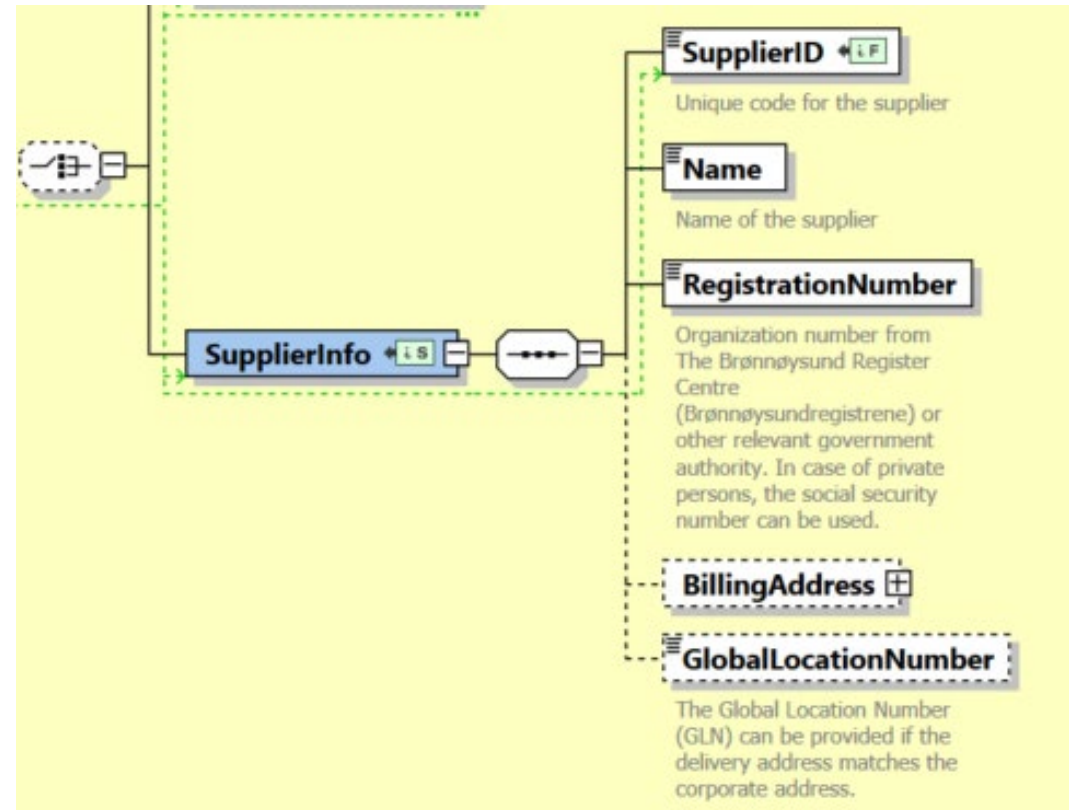 SupplierID
Unique code for the supplier
Name
Name of the supplier
RegistrationNumber
Organization number from
The Brønnøysund Register
Centre
(Brønnøysundregistrene) or
other relevant government
authority. In case of private
persons, the social security
number can be used.
SupplierInfo
BillingAddress
GlobalLocationNumber
The Global Location Number
(GLN) can be provided if the
delivery address matches the
corporate address.